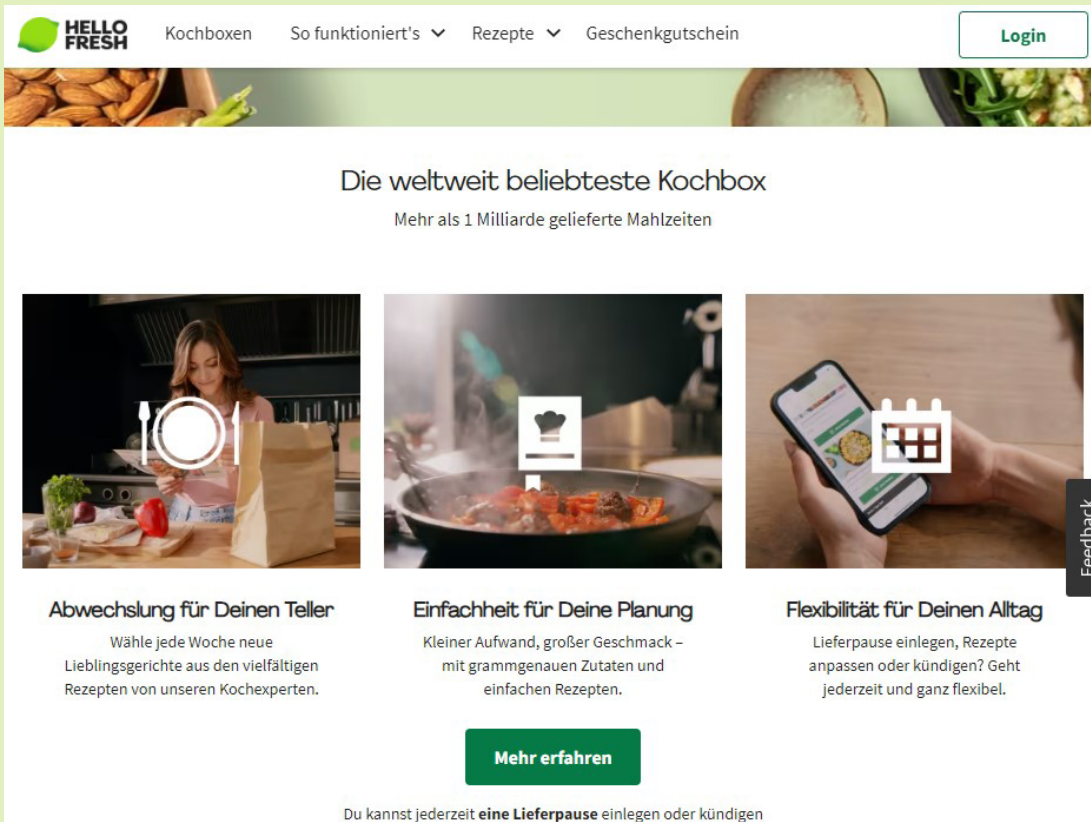 HELLO
FRESH
Kochboxen So funktioniert's Rezepte Geschenkgutschein Login
Die weltweit beliebteste Kochbox
Mehr als 1 Milliarde gelieferte Mahlzeiten
Feedback
Abwechslung für Deinen Teller
Wähle jede Woche neue
Lieblingsgerichte aus den vielfältigen
Rezepten von unseren Kochexperten.
Einfachheit für Deine Planung
Kleiner Aufwand, großer Geschmack –
mit grammgenauen Zutaten und
einfachen Rezepten.
Flexibilität für Deinen Alltag
Lieferpause einlegen, Rezepte
anpassen oder kündigen? Geht
jederzeit und ganz flexibel.
Mehr erfahren
Du kannst jederzeit eine Lieferpause einlegen oder kündigen